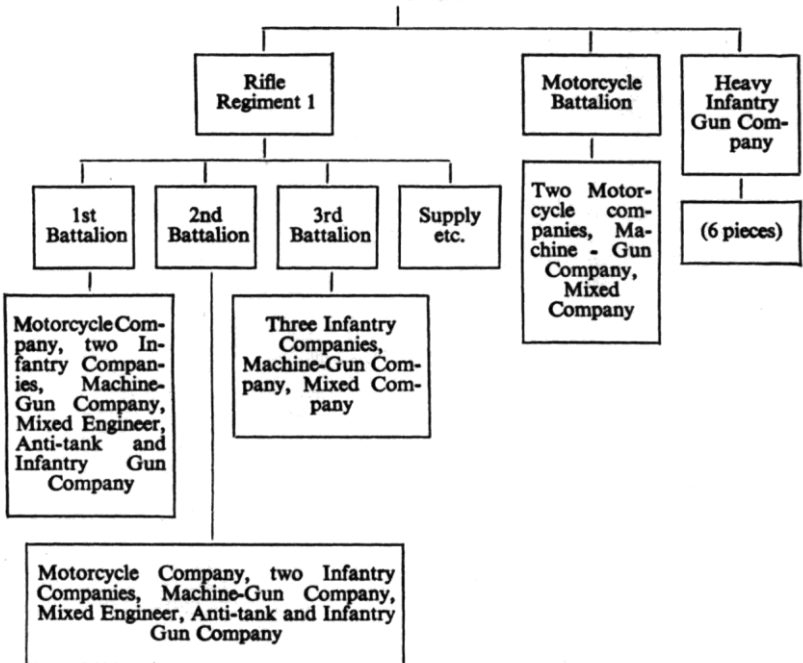 Rifle
Regiment 1
Motorcycle
Battalion
Heavy
Infantry
Gun Com-
pany
1st
Battalion
2nd
Battalion
3rd
Battalion
Supply
etc.
Two Motor-
cycle com-
panies, Ma-
chine - Gun
Company,
Mixed
Company
(6 pieces)
Motorcycle Com-
pany, two In-
fantry Compan-
ies, Machine-
Gun Company,
Mixed Engineer,
Anti-tank and
Infantry Gun
Company
Three Infantry
Companies,
Machine-Gun Com-
pany, Mixed Com-
pany
Motorcycle Company, two Infantry
Companies, Machine-Gun Company,
Mixed Engineer, Anti-tank and Infantry
Gun Company